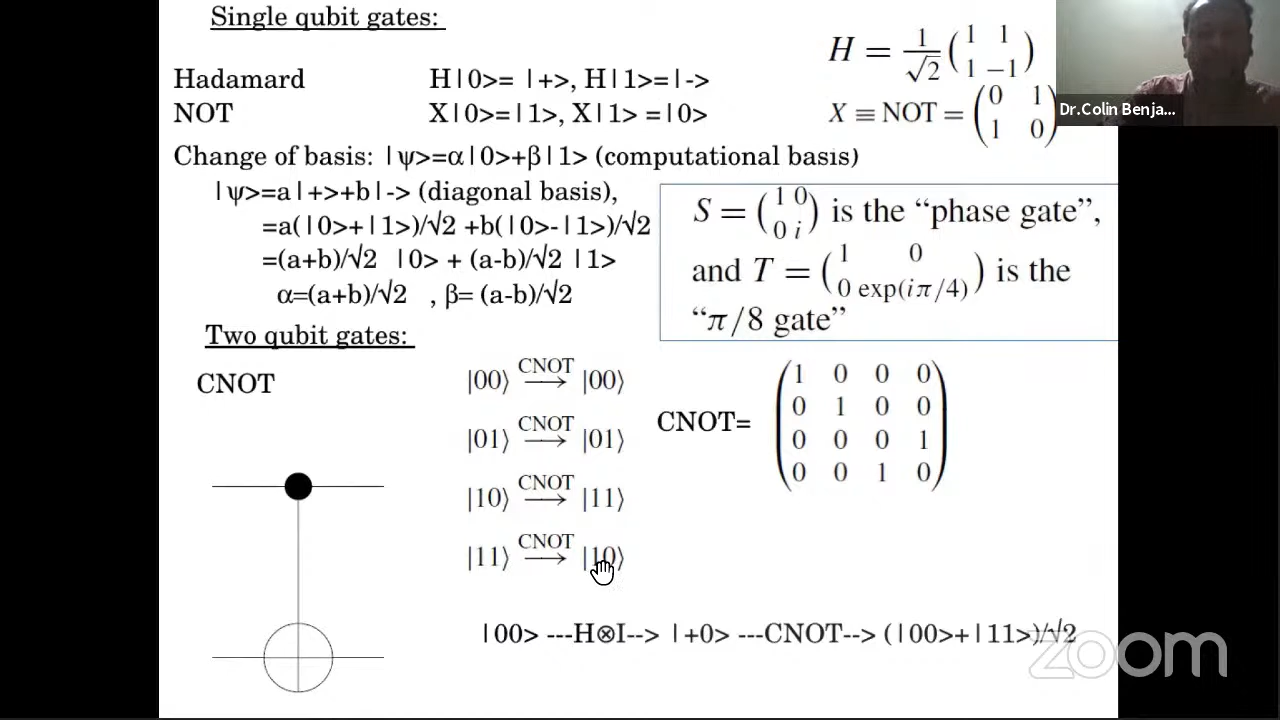 Single qubit gates:
Hadamard H|0>= |+>, H|1>=|->
NOT X|0>=|1>, X|1> =|0>
H = 1/√2 (1 1
1 −1)
X ≡ NOT = (0 1
1 0)
Dr.Colin Benja...
Change of basis: |ψ>=α|0>+β|1> (computational basis)
|ψ>=a|+>+b|-> (diagonal basis),
=a(|0>+|1>)/√2 +b(|0>-|1>)/√2
=(a+b)/√2 |0> + (a-b)/√2 |1>
α=(a+b)/√2 , β= (a-b)/√2
S = (1 0
0 i) is the “phase gate”,
and T = (1 0
0 exp(iπ/4)) is the
“π/8 gate”
Two qubit gates:
CNOT
|00⟩ CNOT⟶ |00⟩
|01⟩ CNOT⟶ |01⟩
|10⟩ CNOT⟶ |11⟩
|11⟩ CNOT⟶ |10⟩
CNOT= (1 0 0 0
0 1 0 0
0 0 0 1
0 0 1 0)
|00> ---H⊗I--> |+0> ---CNOT--> (|00>+|11>)/√2
zoom